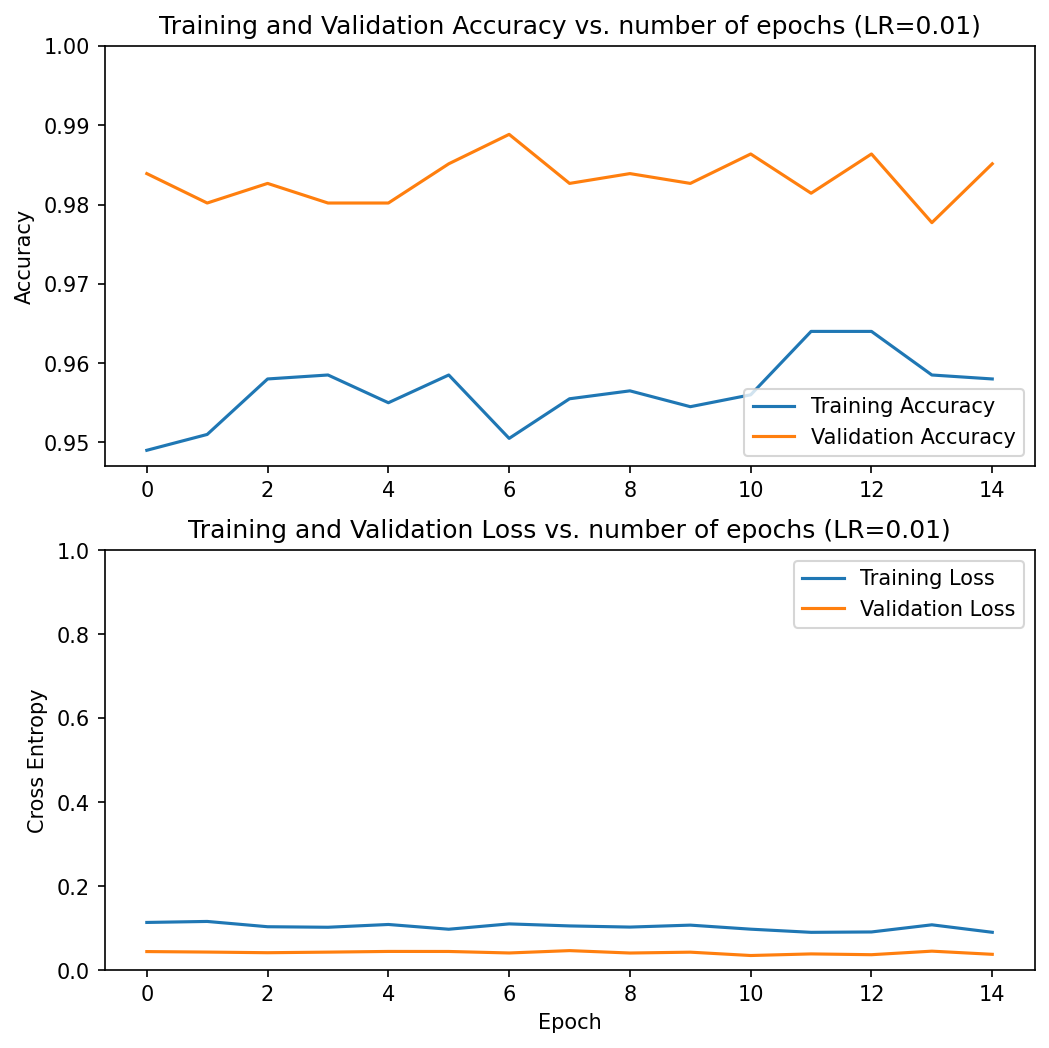 Training and Validation Accuracy vs. number of epochs (LR=0.01)
1.00
0.99
0.98
0.97
0.96
0.95
Accuracy
Training Accuracy
Validation Accuracy
0 2 4 6 8 10 12 14
Training and Validation Loss vs. number of epochs (LR=0.01)
1.0
0.8
0.6
0.4
0.2
0.0
Cross Entropy
Training Loss
Validation Loss
0 2 4 6 8 10 12 14
Epoch